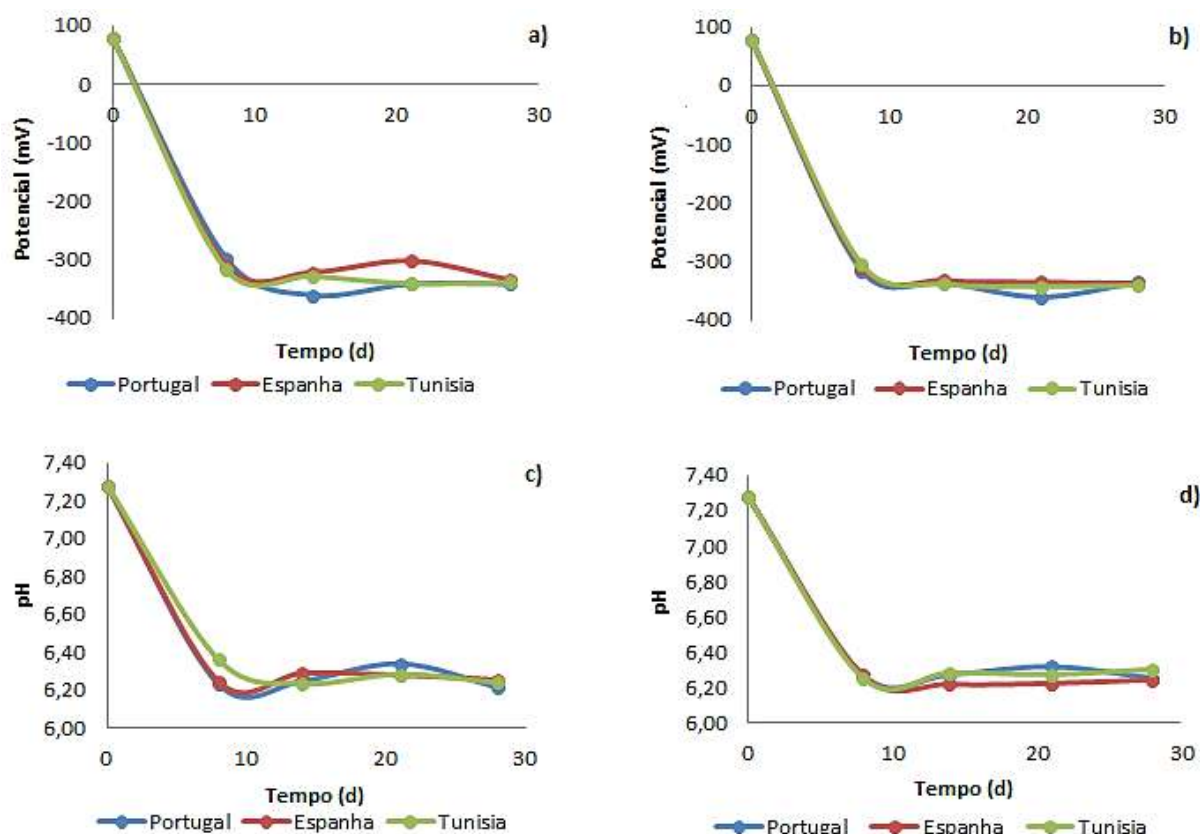 a)
100
0
-100
-200
-300
-400
0 10 20 30
Potencial (mV)
Tempo (d)
Portugal Espanha Tunisia
b)
100
0
-100
-200
-300
-400
0 10 20 30
Potencial (mV)
Tempo (d)
Portugal Espanha Tunisia
c)
7,40
7,20
7,00
6,80
6,60
6,40
6,20
6,00
0 10 20 30
pH
Tempo (d)
Portugal Espanha Tunisia
d)
7,40
7,20
7,00
6,80
6,60
6,40
6,20
6,00
0 10 20 30
pH
Tempo (d)
Portugal Espanha Tunisia